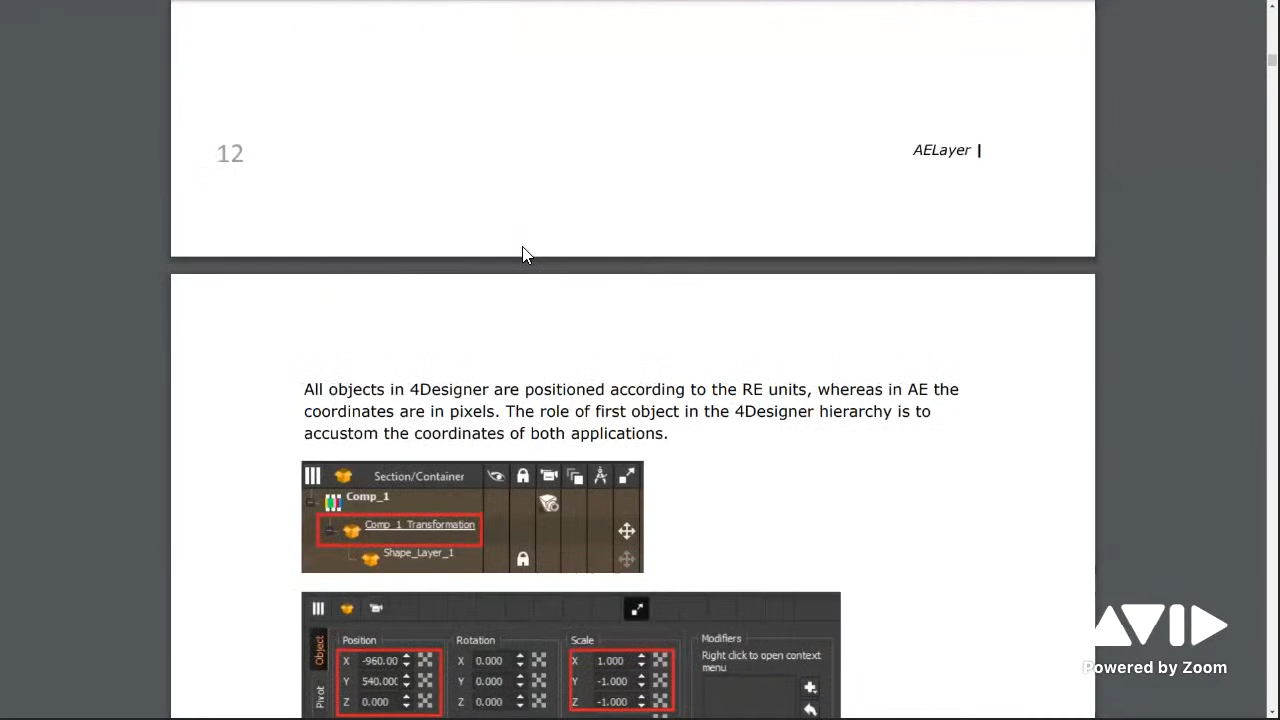 12
AELayer |
All objects in 4Designer are positioned according to the RE units, whereas in AE the
coordinates are in pixels. The role of first object in the 4Designer hierarchy is to
accustom the coordinates of both applications.
Section/Container
Comp_1
Comp_1_Transformation
Shape_Layer_1
Object
Pivot
Position
X -960.00
Y 540.000
Z 0.000
Rotation
X 0.000
Y 0.000
Z 0.000
Scale
X 1.000
Y -1.000
Z -1.000
Modifiers
Right click to open context
menu
AVID
Powered by Zoom